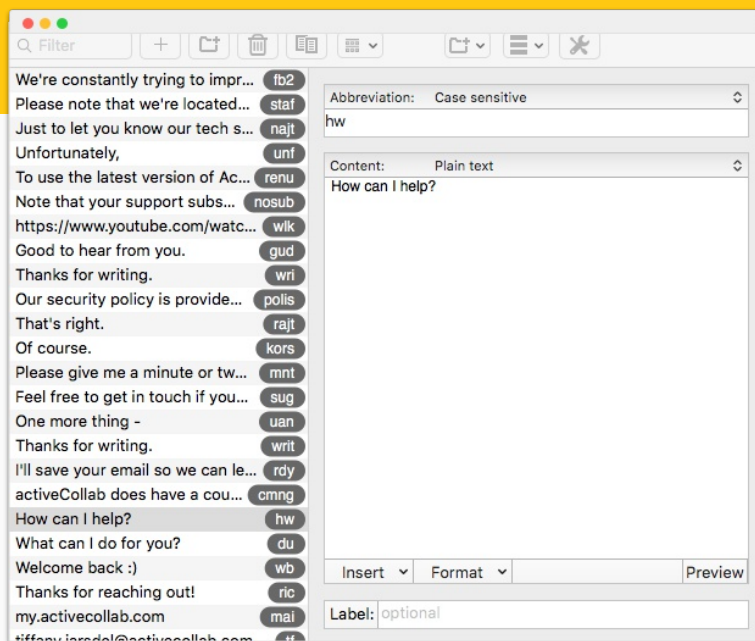 Filter
We're constantly trying to impr... fb2
Please note that we're located... staf
Just to let you know our tech s... najt
Unfortunately, unf
To use the latest version of Ac... renu
Note that your support subs... nosub
https://www.youtube.com/watc... wlk
Good to hear from you. gud
Thanks for writing. wri
Our security policy is provide... polis
That's right. rajt
Of course. kors
Please give me a minute or tw... mnt
Feel free to get in touch if you... sug
One more thing - uan
Thanks for writing. writ
I'll save your email so we can le... rdy
activeCollab does have a cou... cmng
How can I help? hw
What can I do for you? du
Welcome back :) wb
Thanks for reaching out! ric
my.activecollab.com mai
Abbreviation: Case sensitive
hw
Content: Plain text
How can I help?
Insert Format Preview
Label: optional